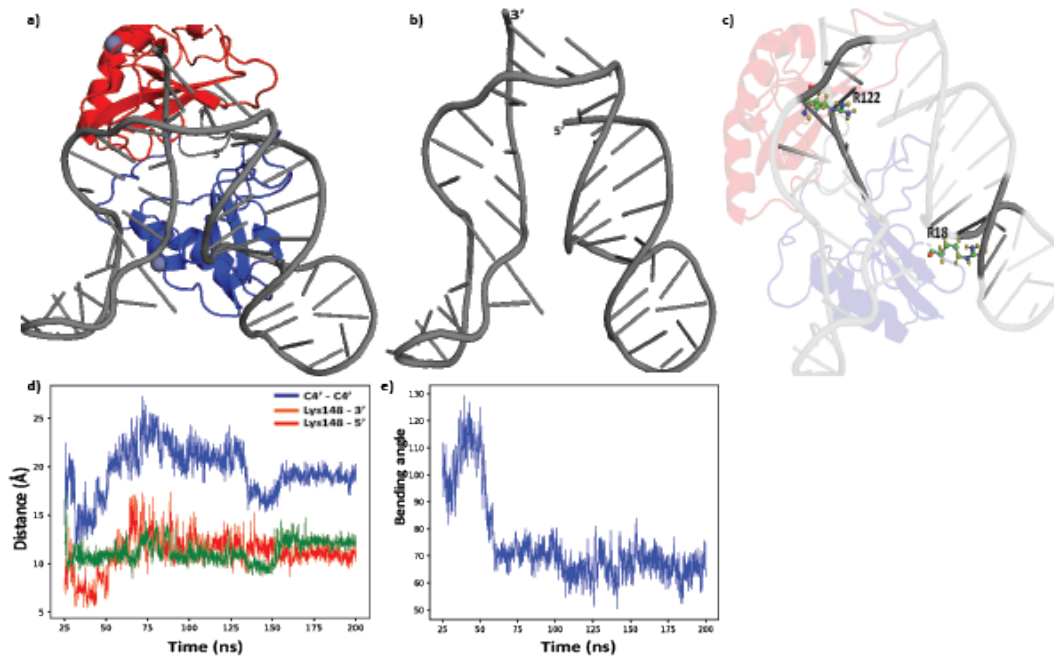 a)
5'
b)
3'
5'
c)
R122
R18
d)
C4' - C4'
Lys148 - 3'
Lys148 - 5'
25
20
15
10
5
Distance (Å)
25 50 75 100 125 150 175 200
Time (ns)
e)
130
120
110
100
90
80
70
60
50
Bending angle
25 50 75 100 125 150 175 200
Time (ns)